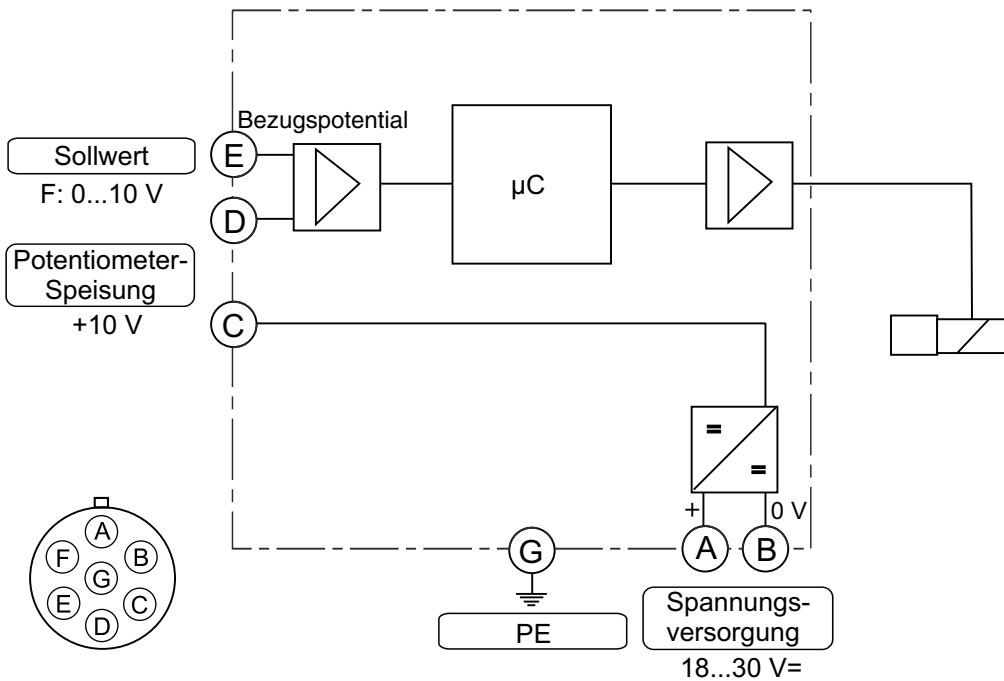 Bezugspotential
Sollwert
E
F: 0...10 V
µC
D
Potentiometer-
Speisung
+10 V
C
=
=
+
0 V
G
A
B
PE
Spannungs-
versorgung
18...30 V=
A
F
B
G
E
C
D